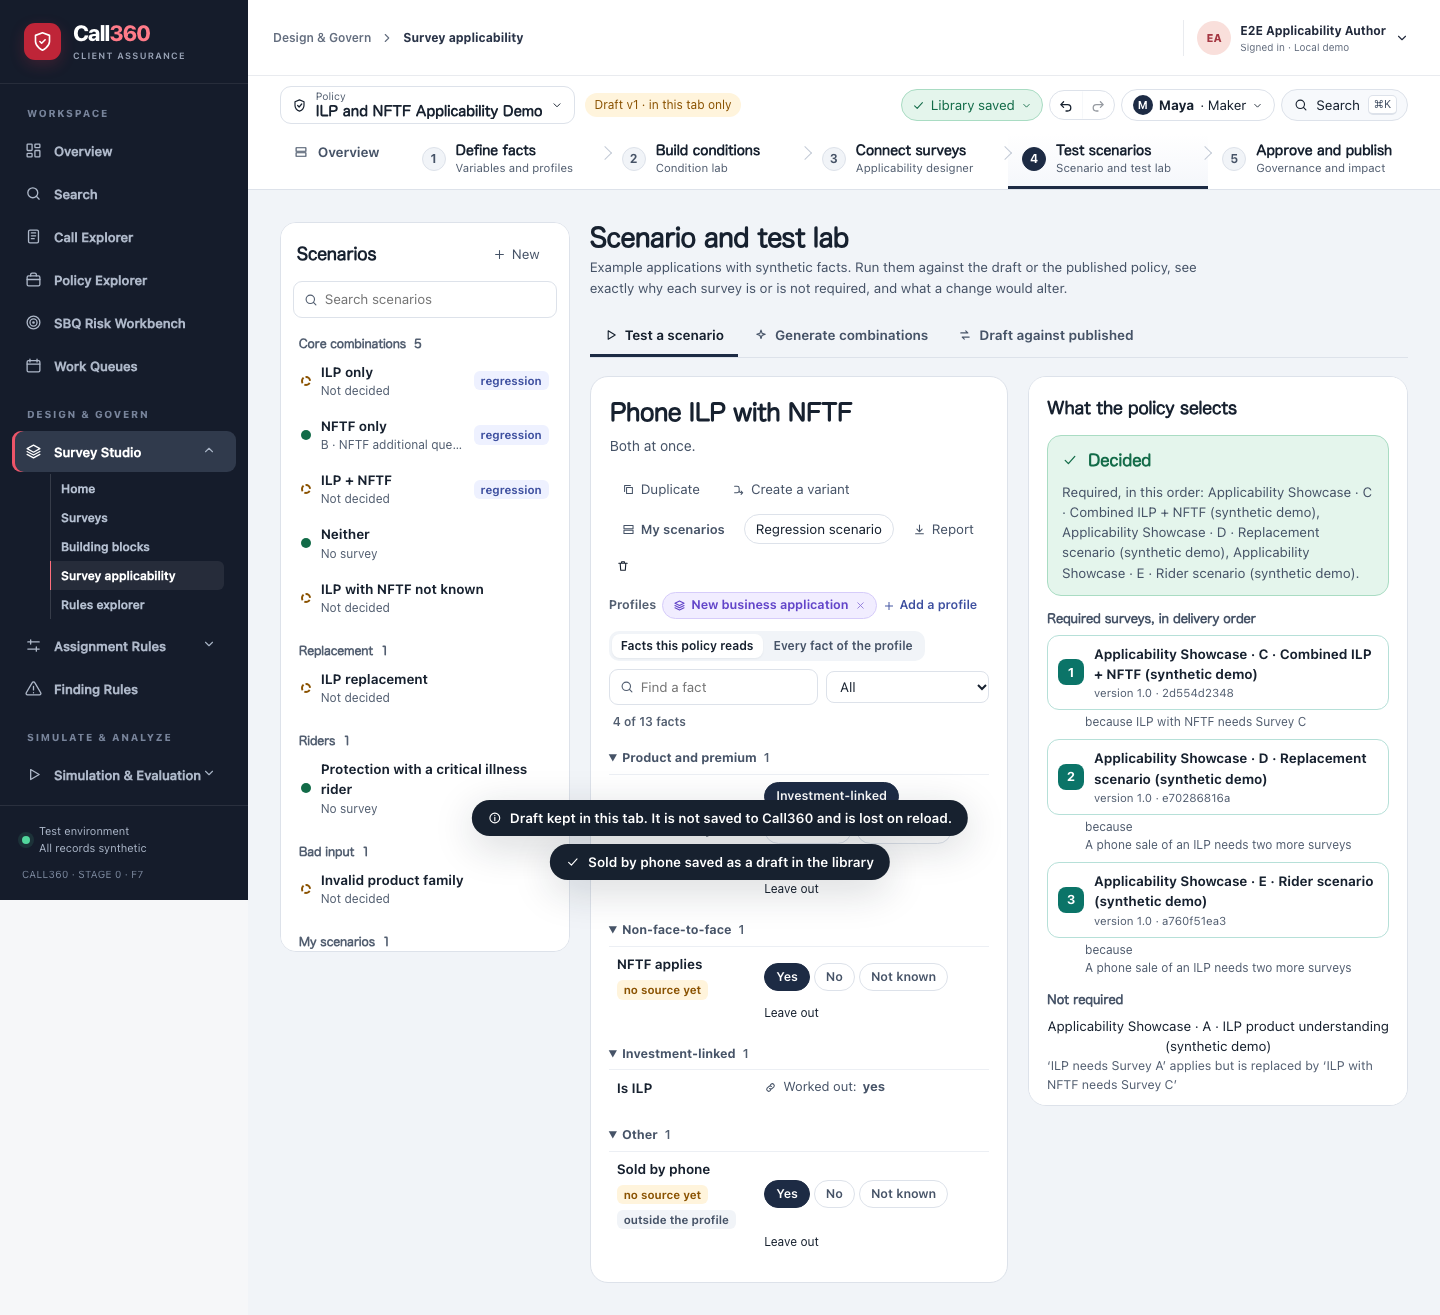 Call360
CLIENT ASSURANCE
WORKSPACE
Overview
Search
Call Explorer
Policy Explorer
SBQ Risk Workbench
Work Queues
DESIGN & GOVERN
Survey Studio
Home
Surveys
Building blocks
Survey applicability
Rules explorer
Assignment Rules
Finding Rules
SIMULATE & ANALYZE
Simulation & Evaluation
Test environment
All records synthetic
CALL360 · STAGE 0 · F7
Design & Govern > Survey applicability
EA
E2E Applicability Author
Signed in · Local demo
Policy
ILP and NFTF Applicability Demo
Draft v1 · in this tab only
Library saved
M Maya · Maker
Search ⌘K
Overview
1 Define facts
Variables and profiles
2 Build conditions
Condition lab
3 Connect surveys
Applicability designer
4 Test scenarios
Scenario and test lab
5 Approve and publish
Governance and impact
Scenarios
+ New
Search scenarios
Core combinations 5
ILP only
Not decided
regression
NFTF only
B · NFTF additional que...
regression
ILP + NFTF
Not decided
regression
Neither
No survey
ILP with NFTF not known
Not decided
Replacement 1
ILP replacement
Not decided
Riders 1
Protection with a critical illness
rider
No survey
Bad input 1
Invalid product family
Not decided
My scenarios 1
Scenario and test lab
Example applications with synthetic facts. Run them against the draft or the published policy, see
exactly why each survey is or is not required, and what a change would alter.
Test a scenario
Generate combinations
Draft against published
Phone ILP with NFTF
Both at once.
Duplicate
Create a variant
My scenarios
Regression scenario
Report
Profiles
New business application ×
+ Add a profile
Facts this policy reads
Every fact of the profile
Find a fact
All
4 of 13 facts
▼ Product and premium 1
Investment-linked
Draft kept in this tab. It is not saved to Call360 and is lost on reload.
Sold by phone saved as a draft in the library
Leave out
▼ Non-face-to-face 1
NFTF applies
no source yet
Yes No Not known
Leave out
▼ Investment-linked 1
Is ILP
Worked out: yes
▼ Other 1
Sold by phone
no source yet
outside the profile
Yes No Not known
Leave out
What the policy selects
Decided
Required, in this order: Applicability Showcase · C
· Combined ILP + NFTF (synthetic demo),
Applicability Showcase · D · Replacement
scenario (synthetic demo), Applicability
Showcase · E · Rider scenario (synthetic demo).
Required surveys, in delivery order
1
Applicability Showcase · C · Combined ILP
+ NFTF (synthetic demo)
version 1.0 · 2d554d2348
because ILP with NFTF needs Survey C
2
Applicability Showcase · D · Replacement
scenario (synthetic demo)
version 1.0 · e70286816a
because
A phone sale of an ILP needs two more surveys
3
Applicability Showcase · E · Rider scenario
(synthetic demo)
version 1.0 · a760f51ea3
because
A phone sale of an ILP needs two more surveys
Not required
Applicability Showcase · A · ILP product understanding
(synthetic demo)
‘ILP needs Survey A’ applies but is replaced by ‘ILP with
NFTF needs Survey C’